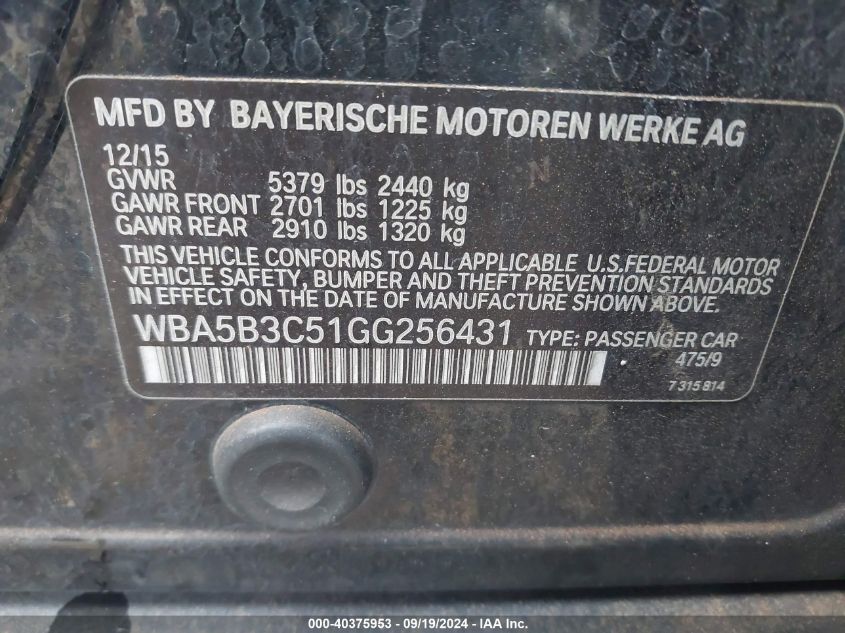 MFD BY BAYERISCHE MOTOREN WERKE AG
12/15
GVWR 5379 lbs 2440 kg
GAWR FRONT 2701 lbs 1225 kg
GAWR REAR 2910 lbs 1320 kg
THIS VEHICLE CONFORMS TO ALL APPLICABLE U.S.FEDERAL MOTOR
VEHICLE SAFETY, BUMPER AND THEFT PREVENTION STANDARDS
IN EFFECT ON THE DATE OF MANUFACTURE SHOWN ABOVE.
WBA5B3C51GG256431 TYPE: PASSENGER CAR
475/9
7 315 814
000-40375953 - 09/19/2024 - IAA Inc.